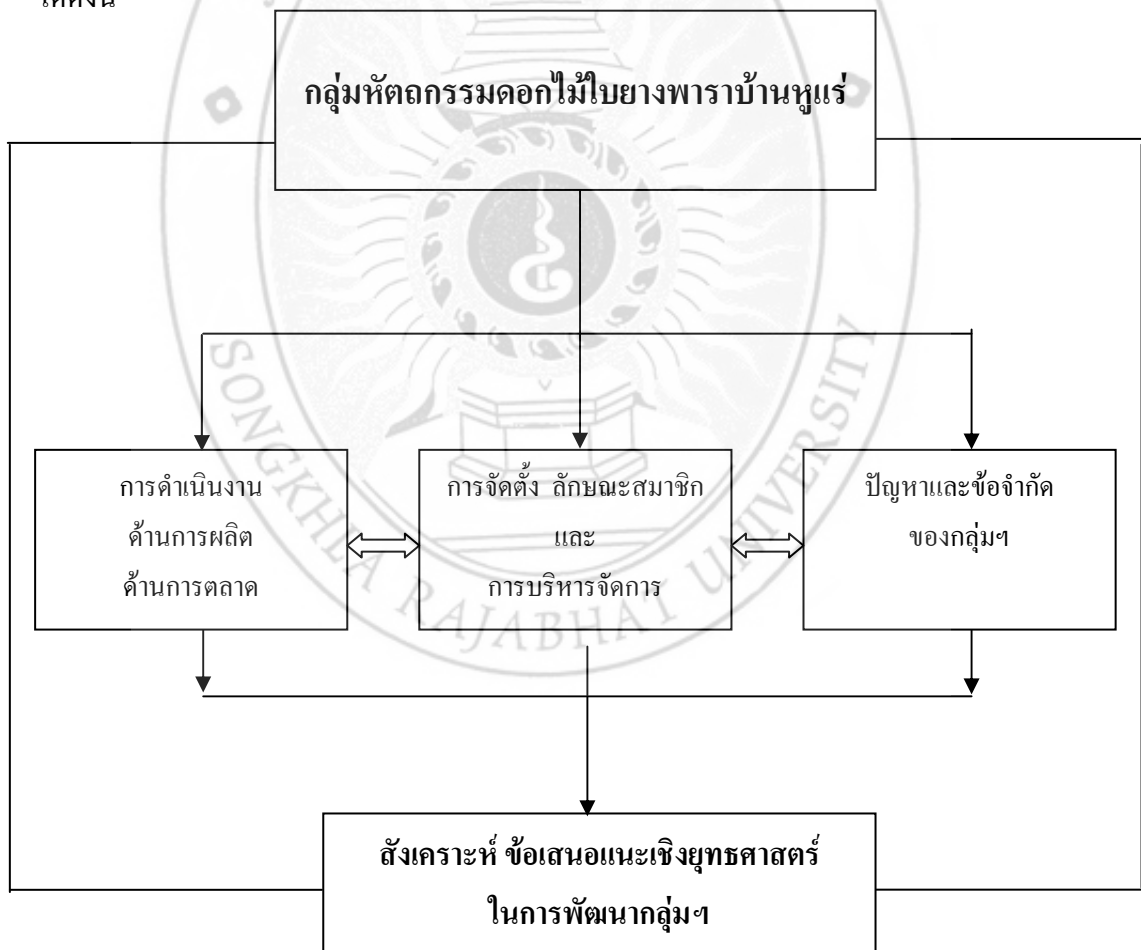 ได้ดังนี้
กลุ่มหัตถกรรมดอกไม้ใบยางพาราบ้านหูแร่
การดำเนินงาน
ด้านการผลิต
ด้านการตลาด
การจัดตั้ง ลักษณะสมาชิก
และ
การบริหารจัดการ
ปัญหาและข้อจำกัด
ของกลุ่มฯ
สังเคราะห์ ข้อเสนอแนะเชิงยุทธศาสตร์
ในการพัฒนากลุ่มฯ
SONGKHLA RAJABHAT UNIVERSITY